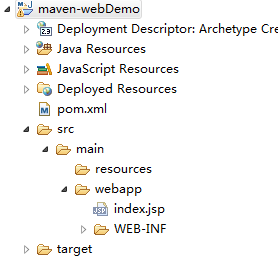 maven-webDemo
Deployment Descriptor: Archetype Cre
Java Resources
JavaScript Resources
Deployed Resources
pom.xml
src
main
resources
webapp
index.jsp
WEB-INF
target